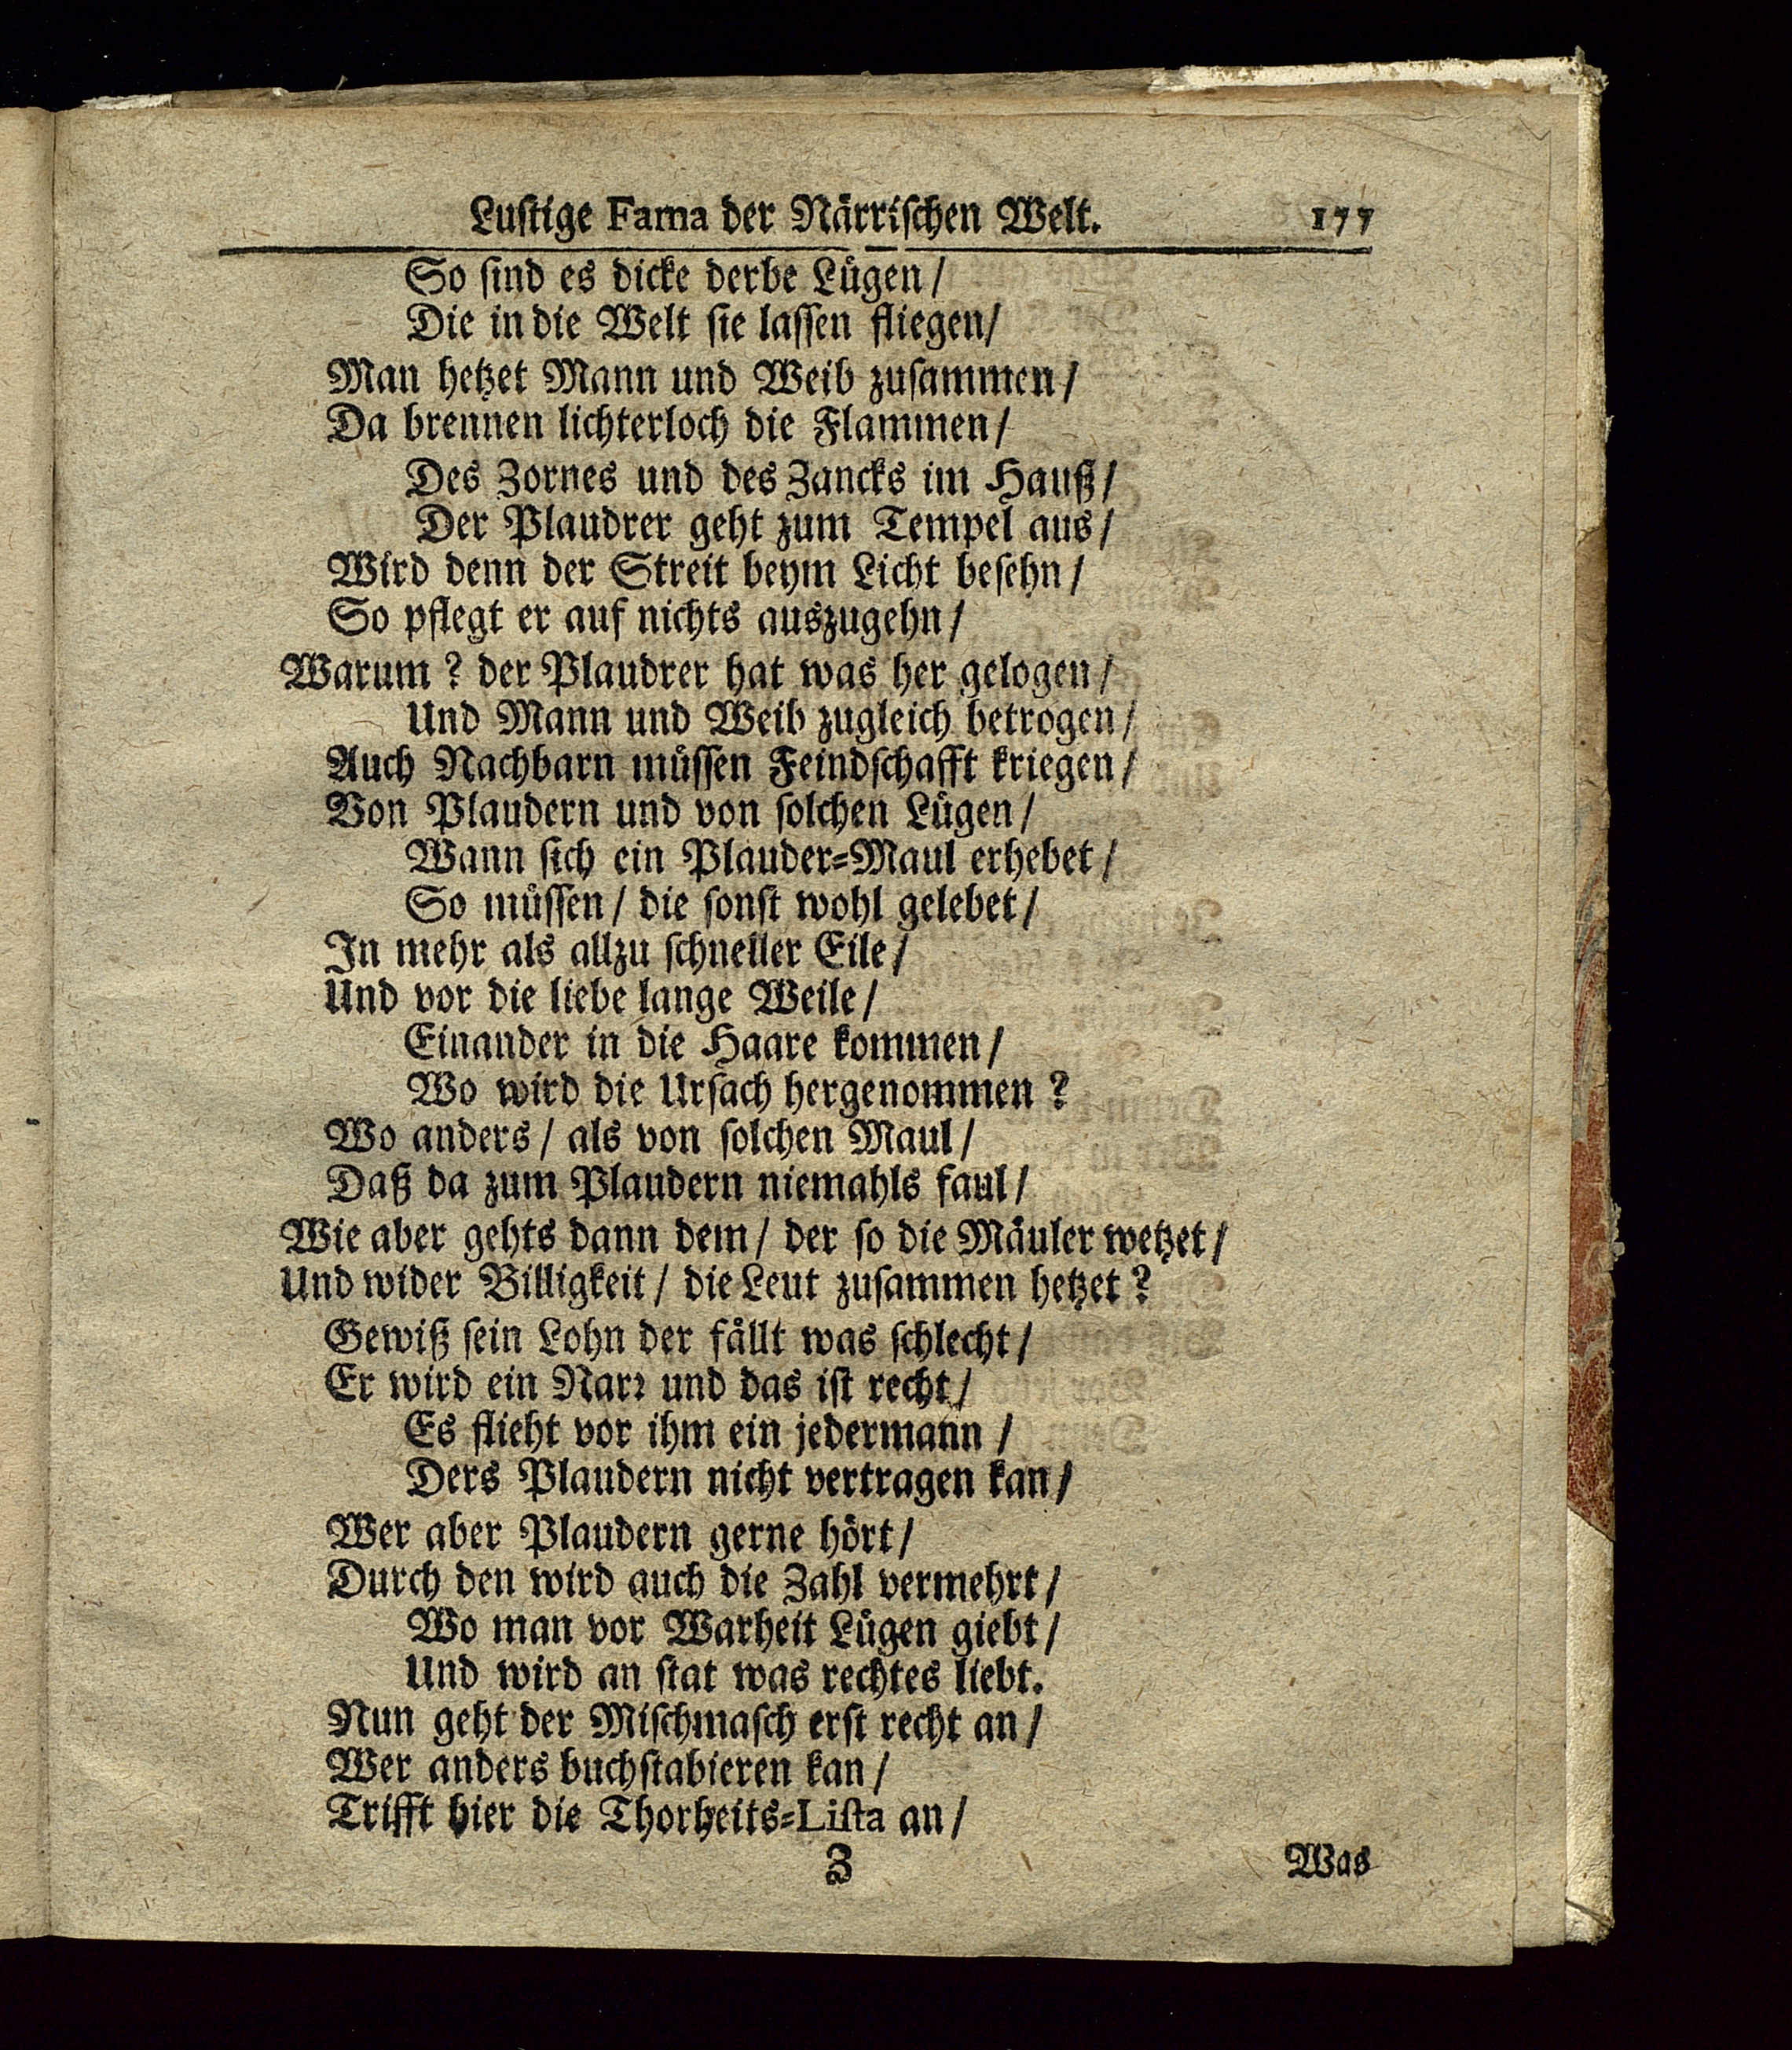 Lustige Fama der Närrischen Welt. 177
So sind es dicke derbe Lügen/
Die in die Welt sie lassen fliegen/
Man hetzet Mann und Weib zusammen/
Da brennen lichterloch die Flammen/
Des Zornes und des Zancks im Hauß/
Der Plaudrer geht zum Tempel aus/
Wird denn der Streit beym Licht besehn/
So pflegt er auf nichts auszugehn/
Warum? der Plaudrer hat was her gelogen/
Und Mann und Weib zugleich betrogen/
Auch Nachbarn müssen Feindschafft kriegen/
Von Plaudern und von solchen Lügen/
Wann sich ein Plauder-Maul erhebet/
So müssen/ die sonst wohl gelebet/
In mehr als allzu schneller Eile/
Und vor die liebe lange Weile/
Einander in die Haare kommen/
Wo wird die Ursach hergenommen?
Wo anders/ als von solchen Maul/
Daß da zum Plaudern niemahls faul/
Wie aber gehts dann dem/ der so die Mäuler wetzet/
Und wider Billigkeit/ die Leut zusammen hetzet?
Gewiß sein Lohn der fällt was schlecht/
Er wird ein Narr und das ist recht/
Es flieht vor ihm ein jedermann/
Ders Plaudern nicht vertragen kan/
Wer aber Plaudern gerne hört/
Durch den wird auch die Zahl vermehrt/
Wo man vor Warheit Lügen giebt/
Und wird an stat was rechtes liebt.
Nun geht der Mischmasch erst recht an/
Wer anders buchstabieren kan/
Trifft hier die Thorheits-Lista an/
Z Was